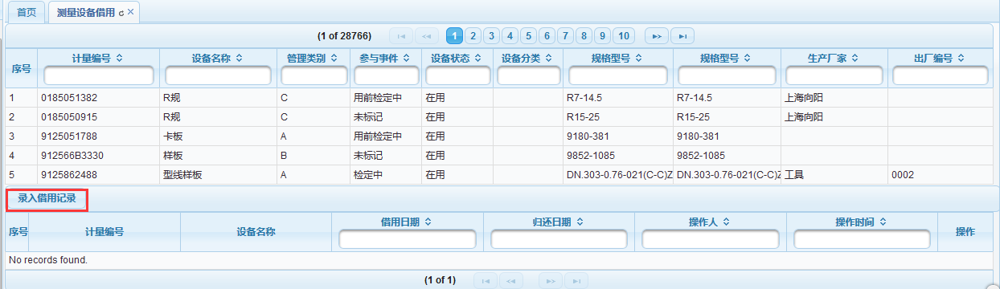 首页 测量设备借用
(1 of 28766) 1 2 3 4 5 6 7 8 9 10
序号 计量编号 设备名称 管理类别 参与事件 设备状态 设备分类 规格型号 规格型号 生产厂家 出厂编号
1 0185051382 R规 C 用前检定中 在用 R7-14.5 R7-14.5 上海向阳
2 0185050915 R规 C 未标记 在用 R15-25 R15-25 上海向阳
3 9125051788 卡板 A 用前检定中 在用 9180-381 9180-381
4 912566B3330 样板 B 未标记 在用 9852-1085 9852-1085
5 9125862488 型线样板 A 检定中 在用 DN.303-0.76-021(C-C)Z DN.303-0.76-021(C-C)Z 工具 0002
录入借用记录
序号 计量编号 设备名称 借用日期 归还日期 操作人 操作时间 操作
No records found.
(1 of 1)